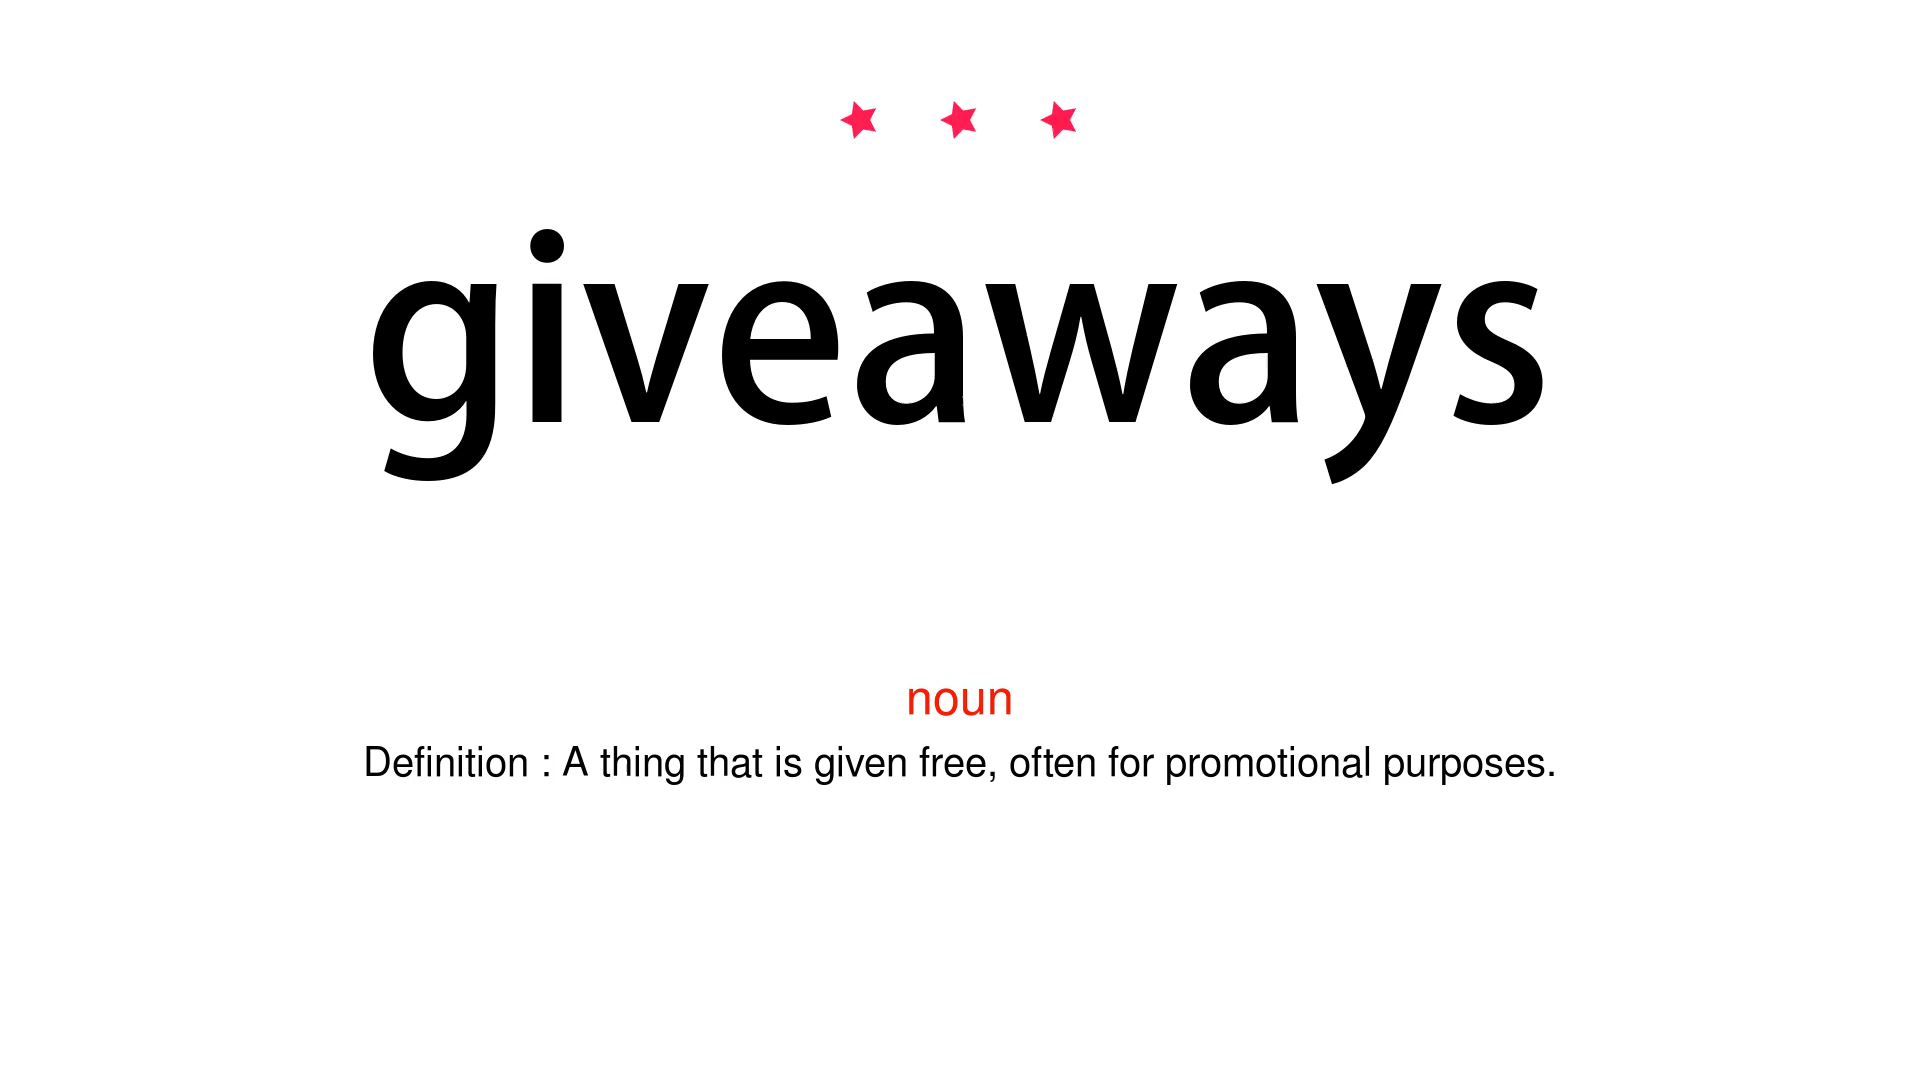 giveaways
noun
Definition : A thing that is given free, often for promotional purposes.